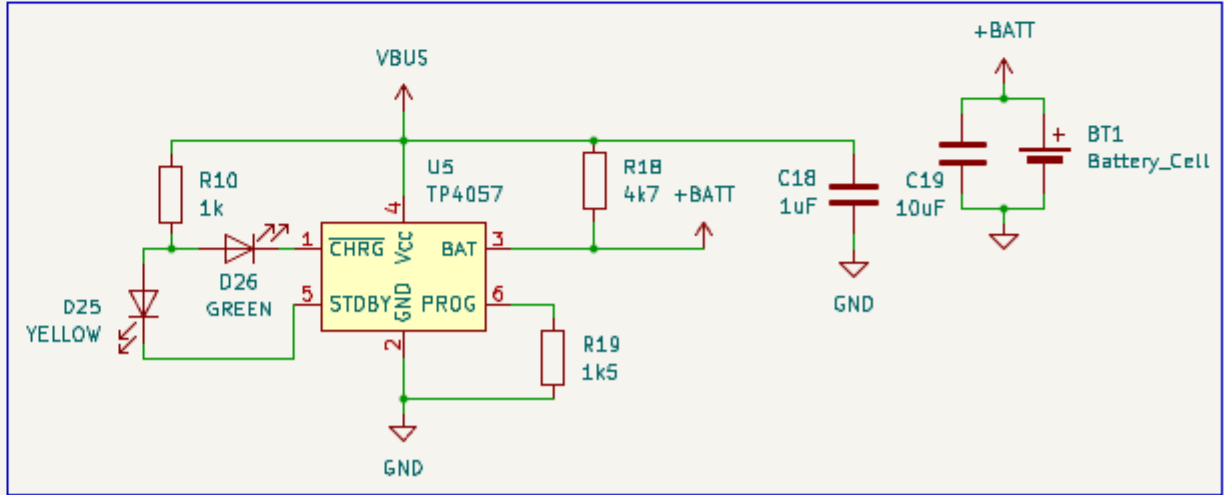 +BATT
VBUS
BT1
Battery_Cell
+
R10
1k
U5
TP4057
R18
4k7
+BATT
C18
1uF
C19
10uF
4
1
CHRG
VCC
BAT
3
D26
GREEN
5
STDBY
GND
PROG
6
D25
YELLOW
2
R19
1k5
GND
GND